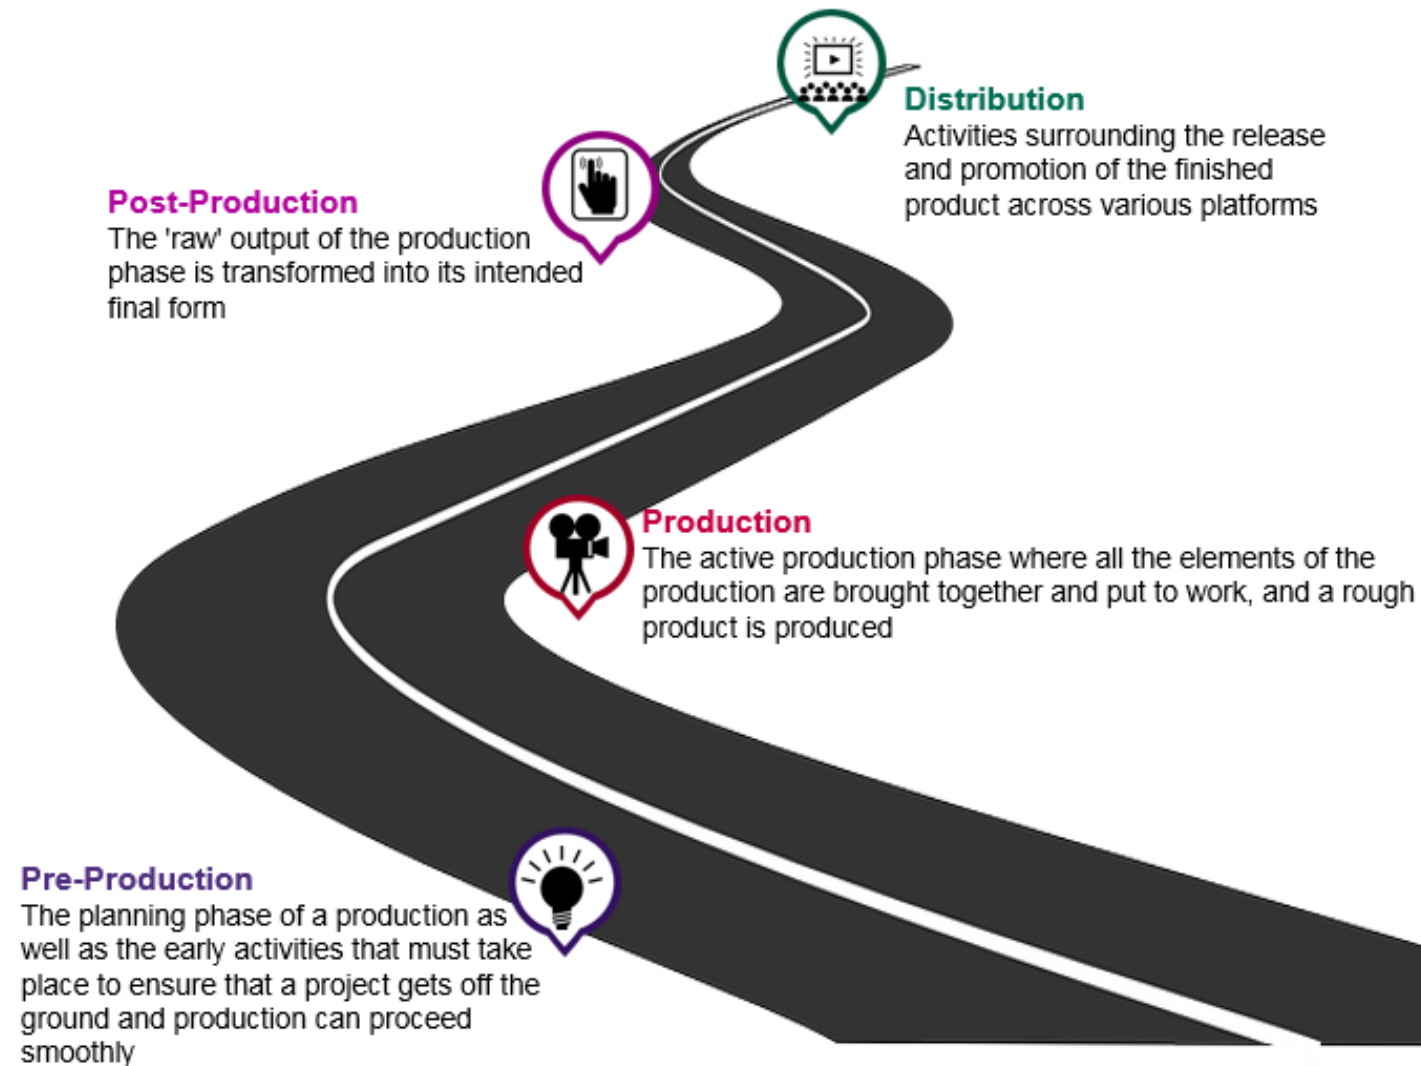 Distribution
Activities surrounding the release
and promotion of the finished
product across various platforms
Post-Production
The 'raw' output of the production
phase is transformed into its intended
final form
Production
The active production phase where all the elements of the
production are brought together and put to work, and a rough
product is produced
Pre-Production
The planning phase of a production as
well as the early activities that must take
place to ensure that a project gets off the
ground and production can proceed
smoothly